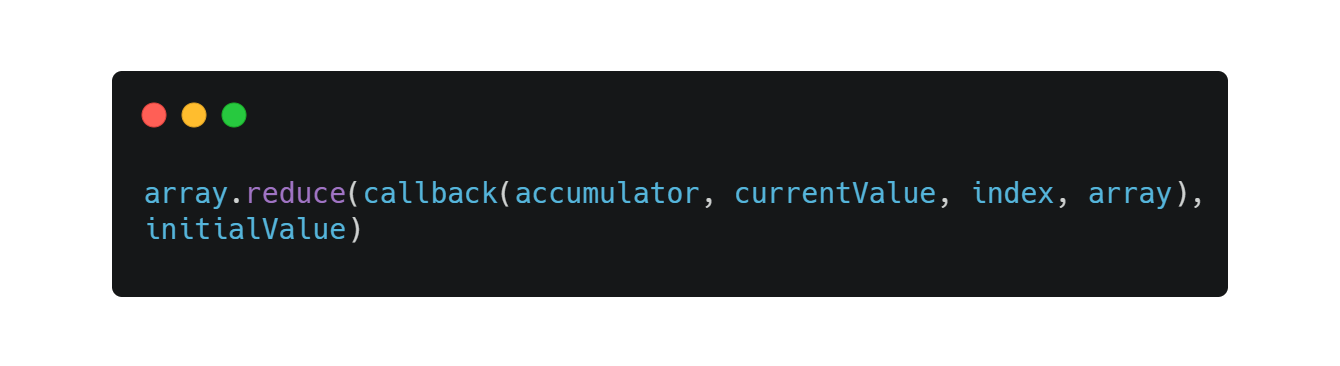 array.reduce(callback(accumulator, currentValue, index, array),
initialValue)